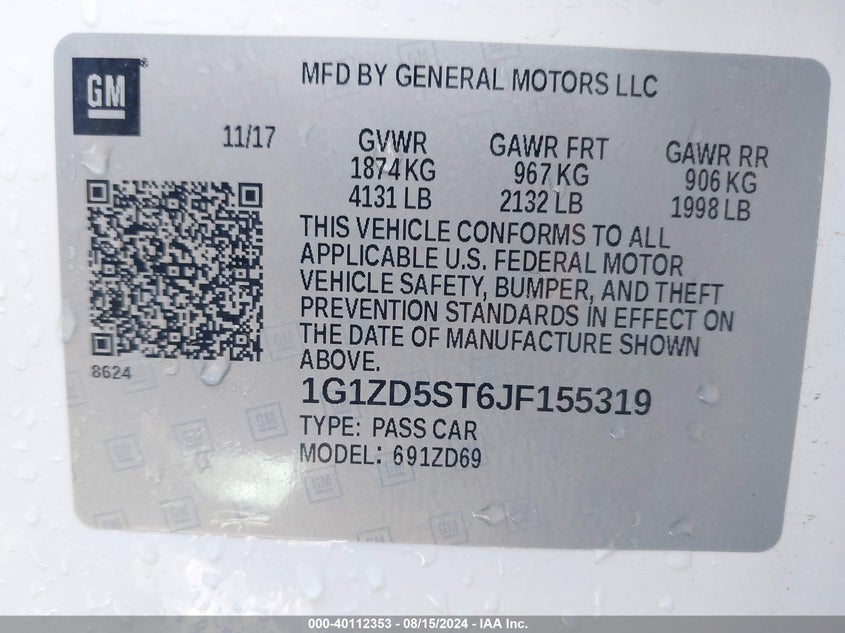 GM
MFD BY GENERAL MOTORS LLC
11/17 GVWR GAWR FRT GAWR RR
1874 KG 967 KG 906 KG
4131 LB 2132 LB 1998 LB
THIS VEHICLE CONFORMS TO ALL
APPLICABLE U.S. FEDERAL MOTOR
VEHICLE SAFETY, BUMPER, AND THEFT
PREVENTION STANDARDS IN EFFECT ON
THE DATE OF MANUFACTURE SHOWN
ABOVE.
8624
1G1ZD5ST6JF155319
TYPE: PASS CAR
MODEL: 691ZD69
000-40112353 - 08/15/2024 - IAA Inc.